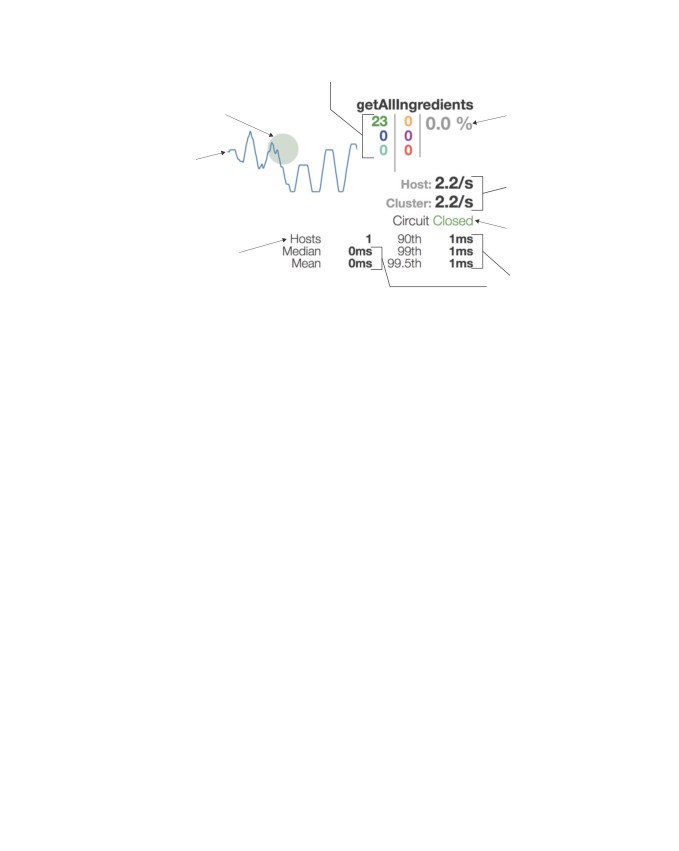 getAllIngredients
23 0 0.0 %
0 0
0 0
Host: 2.2/s
Cluster: 2.2/s
Circuit Closed
Hosts 1 90th 1ms
Median 0ms 99th 1ms
Mean 0ms 99.5th 1ms